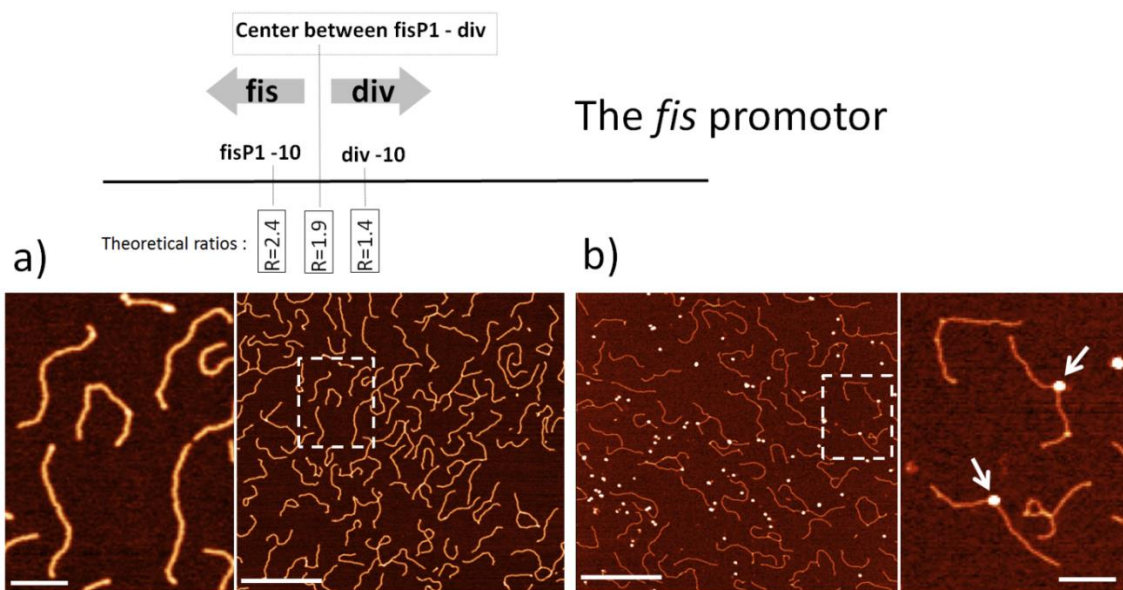 Center between fisP1 - div
fis
div
The fis promotor
fisP1 -10
div -10
Theoretical ratios :
R=2.4
R=1.9
R=1.4
a)
b)